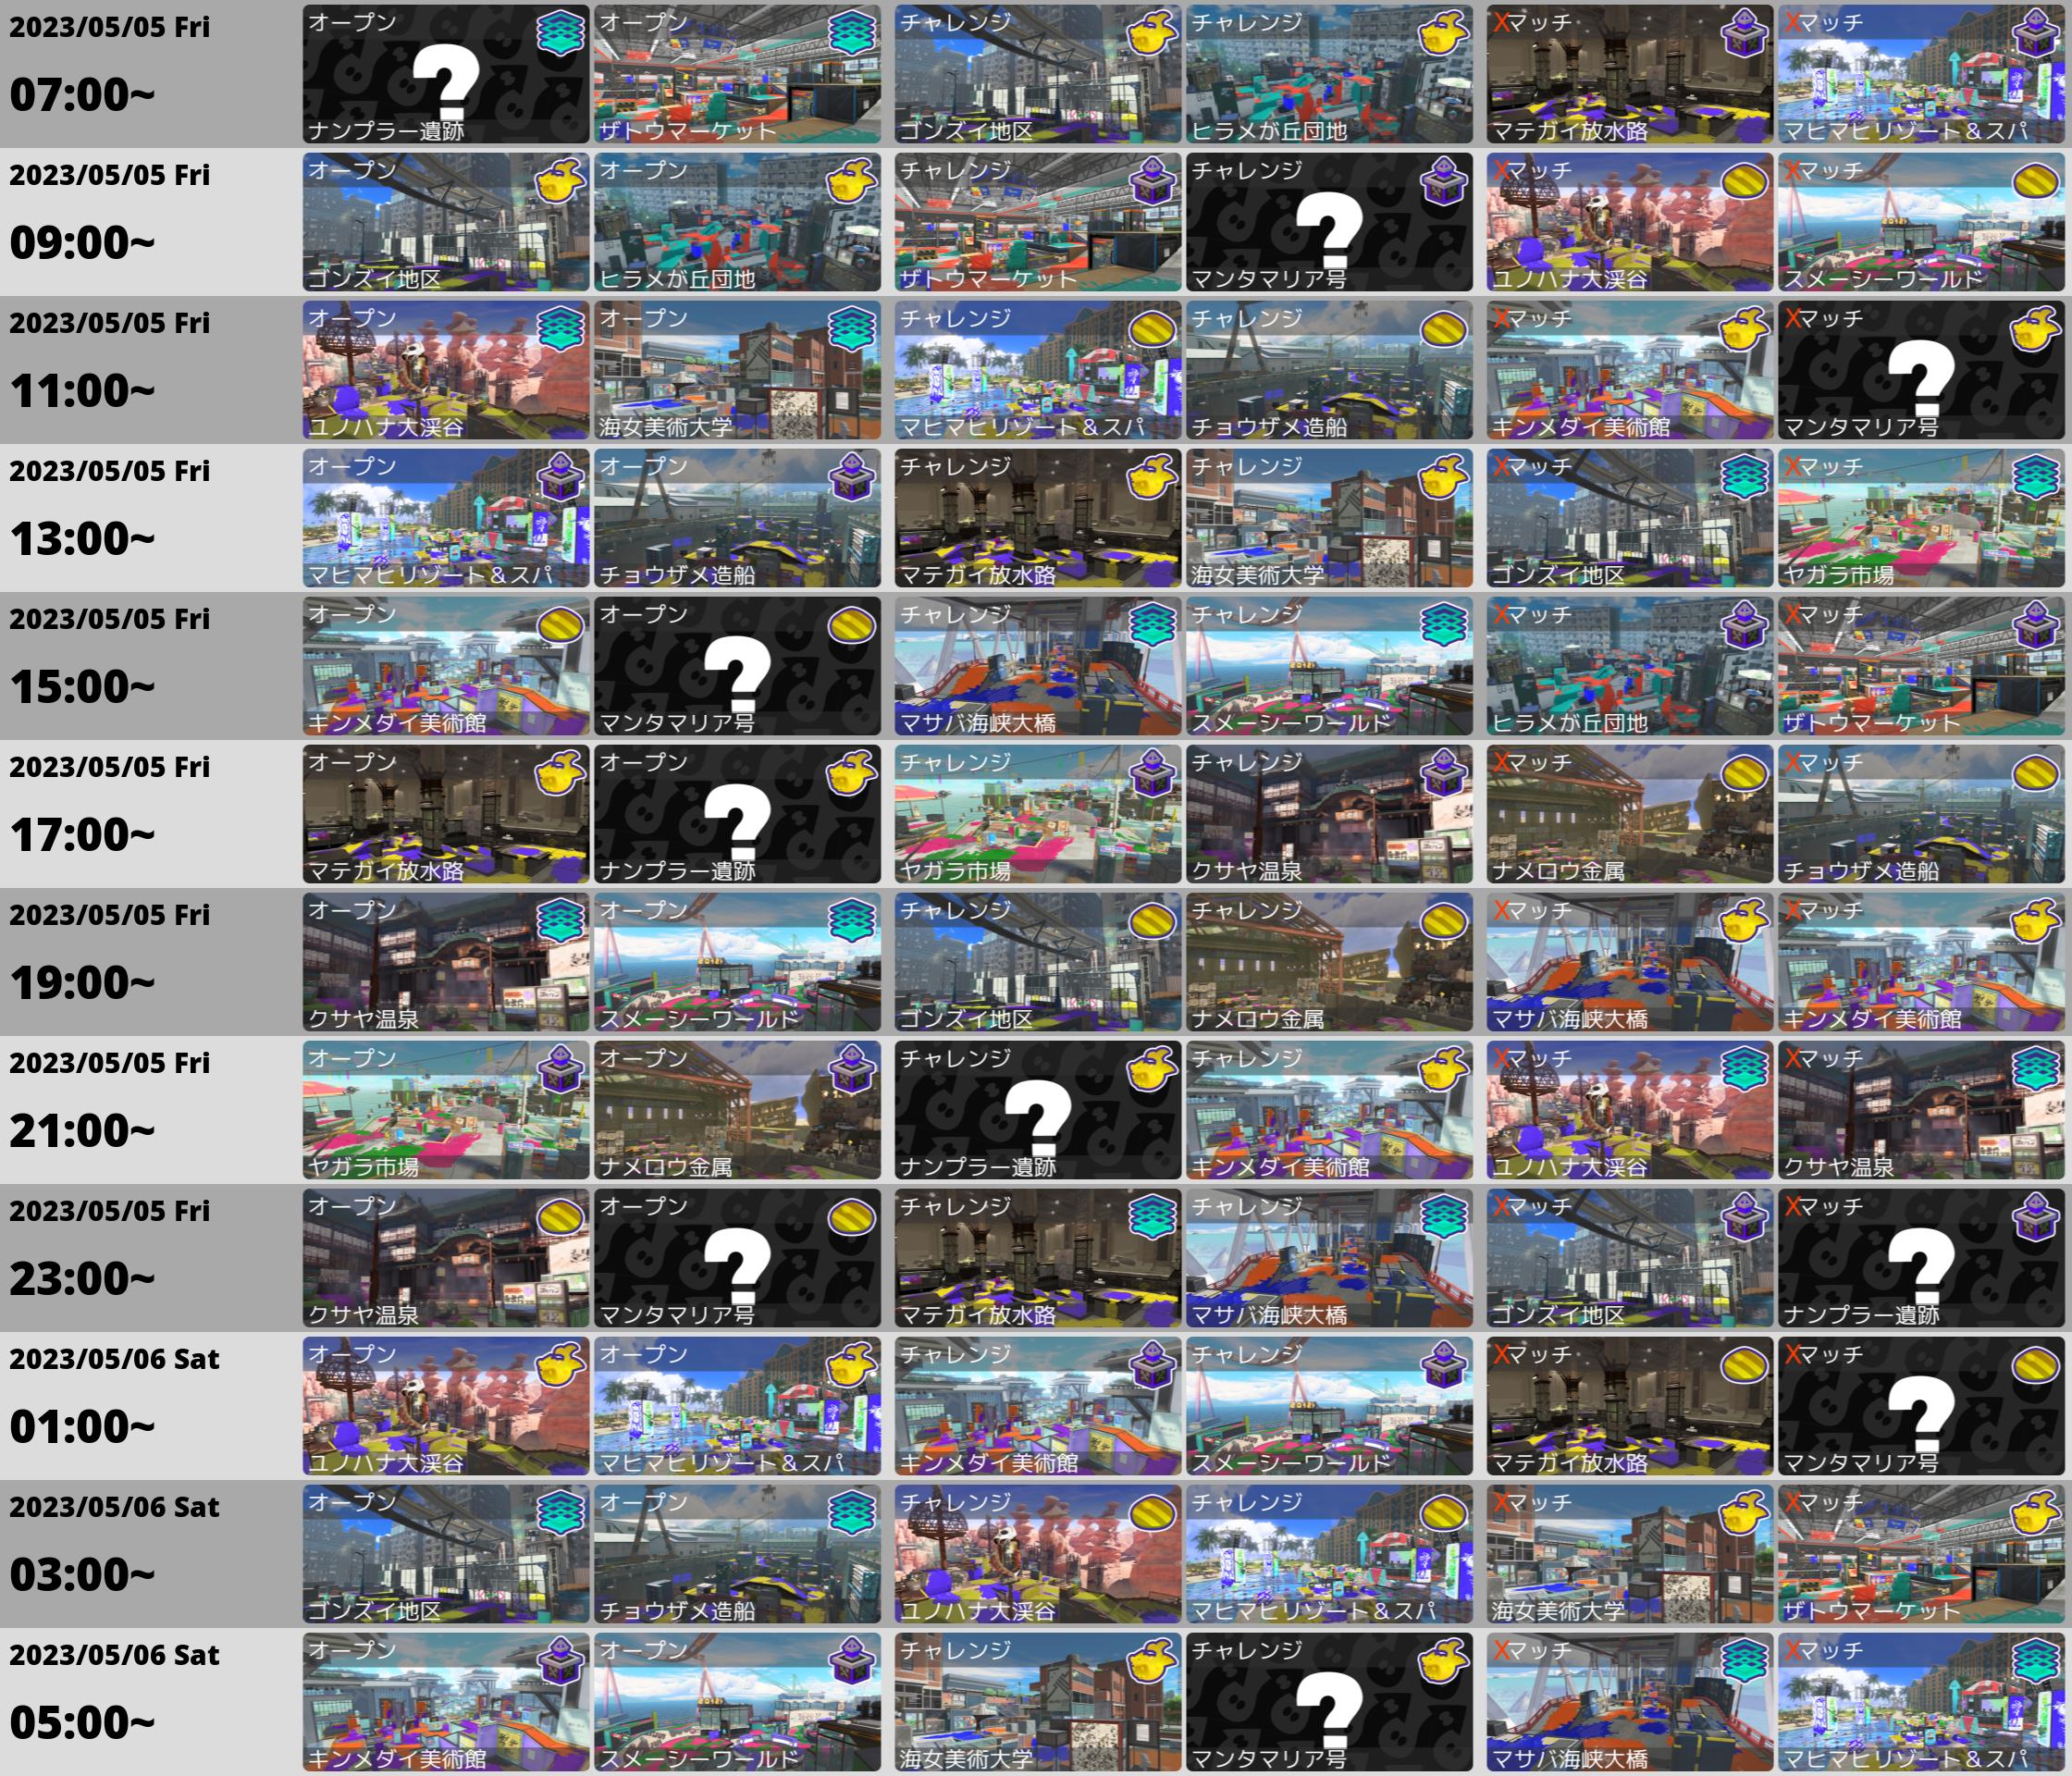 2023/05/05 Fri
07:00~
オープン オープン チャレンジ チャレンジ Xマッチ Xマッチ
ナンプラー遺跡 ザトウマーケット ゴンズイ地区 ヒラメが丘団地 マテガイ放水路 マヒマヒリゾート&スパ
2023/05/05 Fri
09:00~
オープン オープン チャレンジ チャレンジ Xマッチ Xマッチ
ゴンズイ地区 ヒラメが丘団地 ザトウマーケット マンタマリア号 ユノハナ大渓谷 スメーシーワールド
2023/05/05 Fri
11:00~
オープン オープン チャレンジ チャレンジ Xマッチ Xマッチ
ユノハナ大渓谷 海女美術大学 マヒマヒリゾート&スパ チョウザメ造船 キンメダイ美術館 マンタマリア号
2023/05/05 Fri
13:00~
オープン オープン チャレンジ チャレンジ Xマッチ Xマッチ
マヒマヒリゾート&スパ チョウザメ造船 マテガイ放水路 海女美術大学 ゴンズイ地区 ヤガラ市場
2023/05/05 Fri
15:00~
オープン オープン チャレンジ チャレンジ Xマッチ Xマッチ
キンメダイ美術館 マンタマリア号 マサバ海峡大橋 スメーシーワールド ヒラメが丘団地 ザトウマーケット
2023/05/05 Fri
17:00~
オープン オープン チャレンジ チャレンジ Xマッチ Xマッチ
マテガイ放水路 ナンプラー遺跡 ヤガラ市場 クサヤ温泉 ナメロウ金属 チョウザメ造船
2023/05/05 Fri
19:00~
オープン オープン チャレンジ チャレンジ Xマッチ Xマッチ
クサヤ温泉 スメーシーワールド ゴンズイ地区 ナメロウ金属 マサバ海峡大橋 キンメダイ美術館
2023/05/05 Fri
21:00~
オープン オープン チャレンジ チャレンジ Xマッチ Xマッチ
ヤガラ市場 ナメロウ金属 ナンプラー遺跡 キンメダイ美術館 ユノハナ大渓谷 クサヤ温泉
2023/05/05 Fri
23:00~
オープン オープン チャレンジ チャレンジ Xマッチ Xマッチ
クサヤ温泉 マンタマリア号 マテガイ放水路 マサバ海峡大橋 ゴンズイ地区 ナンプラー遺跡
2023/05/06 Sat
01:00~
オープン オープン チャレンジ チャレンジ Xマッチ Xマッチ
ユノハナ大渓谷 マヒマヒリゾート&スパ キンメダイ美術館 スメーシーワールド マテガイ放水路 マンタマリア号
2023/05/06 Sat
03:00~
オープン オープン チャレンジ チャレンジ Xマッチ Xマッチ
ゴンズイ地区 チョウザメ造船 ユノハナ大渓谷 マヒマヒリゾート&スパ 海女美術大学 ザトウマーケット
2023/05/06 Sat
05:00~
オープン オープン チャレンジ チャレンジ Xマッチ Xマッチ
キンメダイ美術館 スメーシーワールド 海女美術大学 マンタマリア号 マサバ海峡大橋 マヒマヒリゾート&スパ